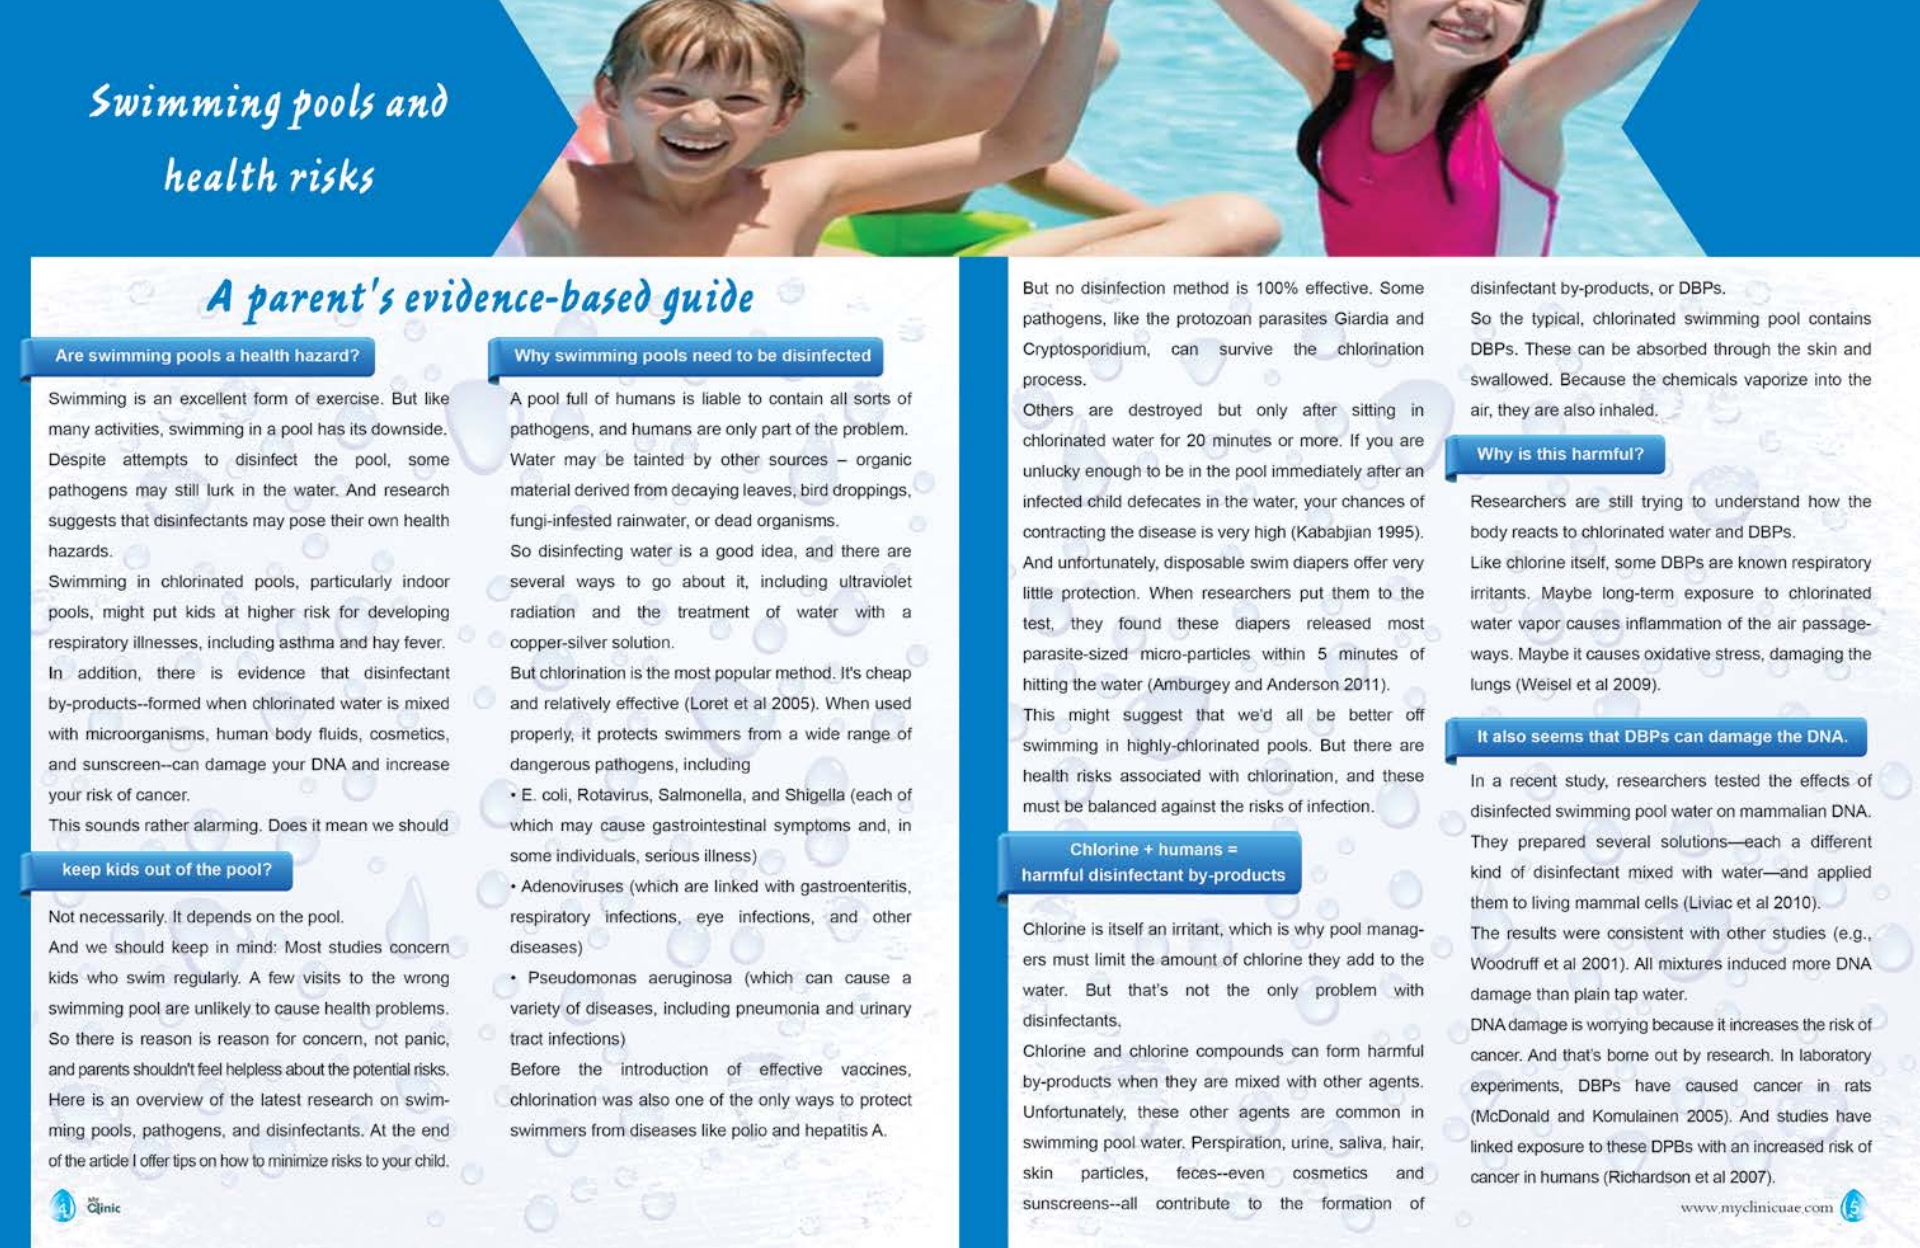 Swimming pools and
health risks
A parent's evidence-based guide
Are swimming pools a health hazard?
Swimming is an excellent form of exercise. But like
many activities, swimming in a pool has its downside.
Despite attempts to disinfect the pool, some
pathogens may still lurk in the water. And research
suggests that disinfectants may pose their own health
hazards.
Swimming in chlorinated pools, particularly indoor
pools, might put kids at higher risk for developing
respiratory illnesses, including asthma and hay fever.
In addition, there is evidence that disinfectant
by-products--formed when chlorinated water is mixed
with microorganisms, human body fluids, cosmetics,
and sunscreen--can damage your DNA and increase
your risk of cancer.
This sounds rather alarming. Does it mean we should
keep kids out of the pool?
Not necessarily. It depends on the pool.
And we should keep in mind: Most studies concern
kids who swim regularly. A few visits to the wrong
swimming pool are unlikely to cause health problems.
So there is reason is reason for concern, not panic,
and parents shouldn't feel helpless about the potential risks.
Here is an overview of the latest research on swim-
ming pools, pathogens, and disinfectants. At the end
of the article I offer tips on how to minimize risks to your child.
4
My
Clinic
Why swimming pools need to be disinfected
A pool full of humans is liable to contain all sorts of
pathogens, and humans are only part of the problem.
Water may be tainted by other sources – organic
material derived from decaying leaves, bird droppings,
fungi-infested rainwater, or dead organisms.
So disinfecting water is a good idea, and there are
several ways to go about it, including ultraviolet
radiation and the treatment of water with a
copper-silver solution.
But chlorination is the most popular method. It's cheap
and relatively effective (Loret et al 2005). When used
properly, it protects swimmers from a wide range of
dangerous pathogens, including
• E. coli, Rotavirus, Salmonella, and Shigella (each of
which may cause gastrointestinal symptoms and, in
some individuals, serious illness)
• Adenoviruses (which are linked with gastroenteritis,
respiratory infections, eye infections, and other
diseases)
• Pseudomonas aeruginosa (which can cause a
variety of diseases, including pneumonia and urinary
tract infections)
Before the introduction of effective vaccines,
chlorination was also one of the only ways to protect
swimmers from diseases like polio and hepatitis A.
But no disinfection method is 100% effective. Some
pathogens, like the protozoan parasites Giardia and
Cryptosporidium, can survive the chlorination
process.
Others are destroyed but only after sitting in
chlorinated water for 20 minutes or more. If you are
unlucky enough to be in the pool immediately after an
infected child defecates in the water, your chances of
contracting the disease is very high (Kababjian 1995).
And unfortunately, disposable swim diapers offer very
little protection. When researchers put them to the
test, they found these diapers released most
parasite-sized micro-particles within 5 minutes of
hitting the water (Amburgey and Anderson 2011).
This might suggest that we'd all be better off
swimming in highly-chlorinated pools. But there are
health risks associated with chlorination, and these
must be balanced against the risks of infection.
Chlorine + humans =
harmful disinfectant by-products
Chlorine is itself an irritant, which is why pool manag-
ers must limit the amount of chlorine they add to the
water. But that's not the only problem with
disinfectants.
Chlorine and chlorine compounds can form harmful
by-products when they are mixed with other agents.
Unfortunately, these other agents are common in
swimming pool water. Perspiration, urine, saliva, hair,
skin particles, feces--even cosmetics and
sunscreens--all contribute to the formation of
disinfectant by-products, or DBPs.
So the typical, chlorinated swimming pool contains
DBPs. These can be absorbed through the skin and
swallowed. Because the chemicals vaporize into the
air, they are also inhaled.
Why is this harmful?
Researchers are still trying to understand how the
body reacts to chlorinated water and DBPs.
Like chlorine itself, some DBPs are known respiratory
irritants. Maybe long-term exposure to chlorinated
water vapor causes inflammation of the air passage-
ways. Maybe it causes oxidative stress, damaging the
lungs (Weisel et al 2009).
It also seems that DBPs can damage the DNA.
In a recent study, researchers tested the effects of
disinfected swimming pool water on mammalian DNA.
They prepared several solutions—each a different
kind of disinfectant mixed with water—and applied
them to living mammal cells (Liviac et al 2010).
The results were consistent with other studies (e.g.,
Woodruff et al 2001). All mixtures induced more DNA
damage than plain tap water.
DNA damage is worrying because it increases the risk of
cancer. And that's borne out by research. In laboratory
experiments, DBPs have caused cancer in rats
(McDonald and Komulainen 2005). And studies have
linked exposure to these DPBs with an increased risk of
cancer in humans (Richardson et al 2007).
www.myclinicuae.com 5